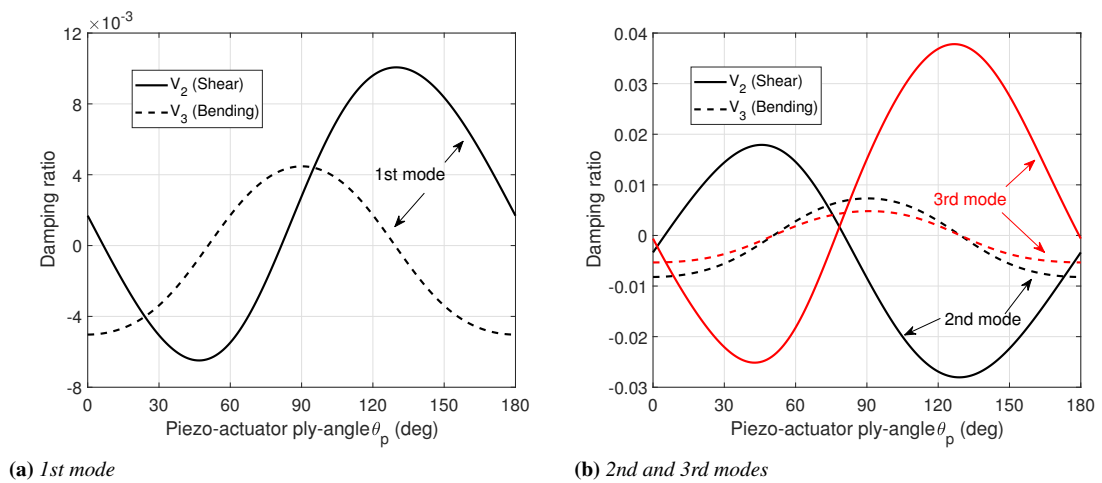 ×10⁻³
12
8
4
0
-4
-8
0 30 60 90 120 150 180
Damping ratio
Piezo-actuator ply-angle θp (deg)
V2 (Shear)
V3 (Bending)
1st mode
(a) 1st mode
0.04
0.03
0.02
0.01
0
-0.01
-0.02
-0.03
0 30 60 90 120 150 180
Damping ratio
Piezo-actuator ply-angle θp (deg)
V2 (Shear)
V3 (Bending)
3rd mode
2nd mode
(b) 2nd and 3rd modes